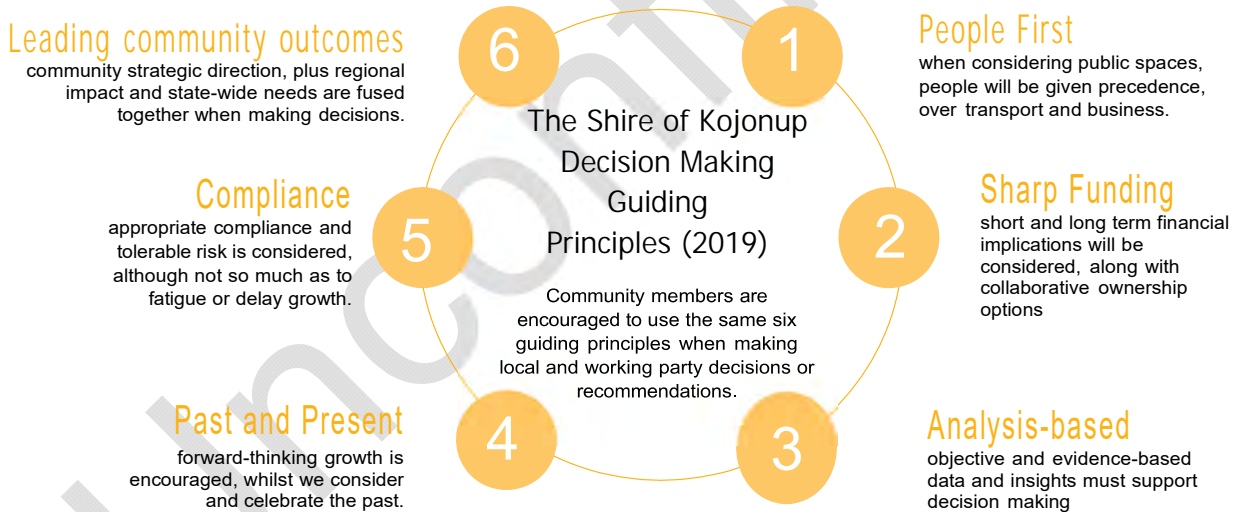 The Shire of Kojonup
Decision Making
Guiding
Principles (2019)
Community members are
encouraged to use the same six
guiding principles when making
local and working party decisions or
recommendations.
1
People First
when considering public spaces,
people will be given precedence,
over transport and business.
2
Sharp Funding
short and long term financial
implications will be
considered, along with
collaborative ownership
options
3
Analysis-based
objective and evidence-based
data and insights must support
decision making
4
Past and Present
forward-thinking growth is
encouraged, whilst we consider
and celebrate the past.
5
Compliance
appropriate compliance and
tolerable risk is considered,
although not so much as to
fatigue or delay growth.
6
Leading community outcomes
community strategic direction, plus regional
impact and state-wide needs are fused
together when making decisions.